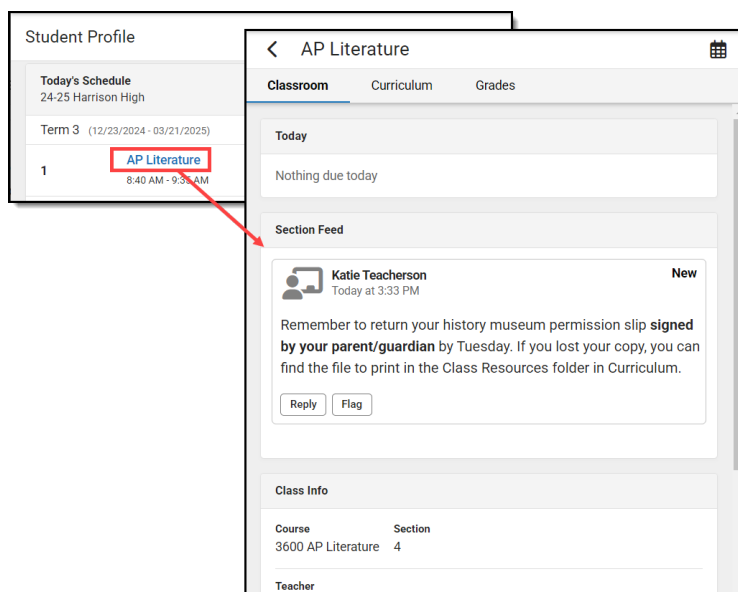 Student Profile
Today's Schedule
24-25 Harrison High
Term 3 (12/23/2024 - 03/21/2025)
1
AP Literature
8:40 AM - 9:35 AM
AP Literature
Classroom Curriculum Grades
Today
Nothing due today
Section Feed
Katie Teacherson
New
Today at 3:33 PM
Remember to return your history museum permission slip signed
by your parent/guardian by Tuesday. If you lost your copy, you can
find the file to print in the Class Resources folder in Curriculum.
Reply Flag
Class Info
Course Section
3600 AP Literature 4
Teacher